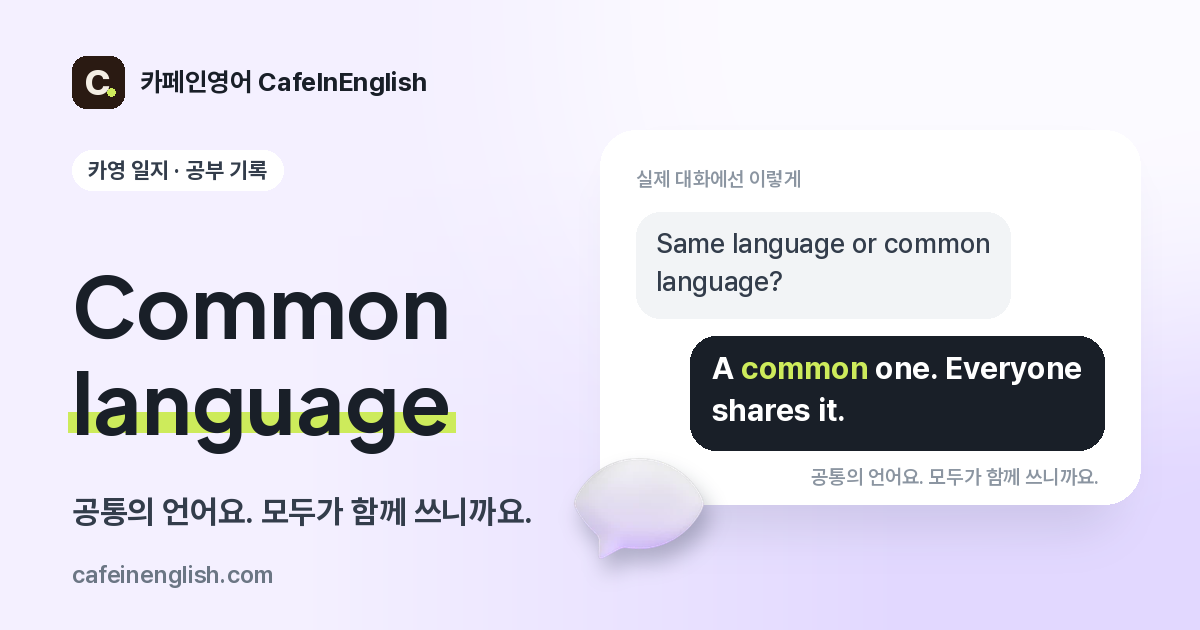 C
카페인영어 CafeInEnglish
카영 일지 · 공부 기록
Common
language
공통의 언어요. 모두가 함께 쓰니까요.
cafeinenglish.com
실제 대화에선 이렇게
Same language or common
language?
A common one. Everyone
shares it.
공통의 언어요. 모두가 함께 쓰니까요.